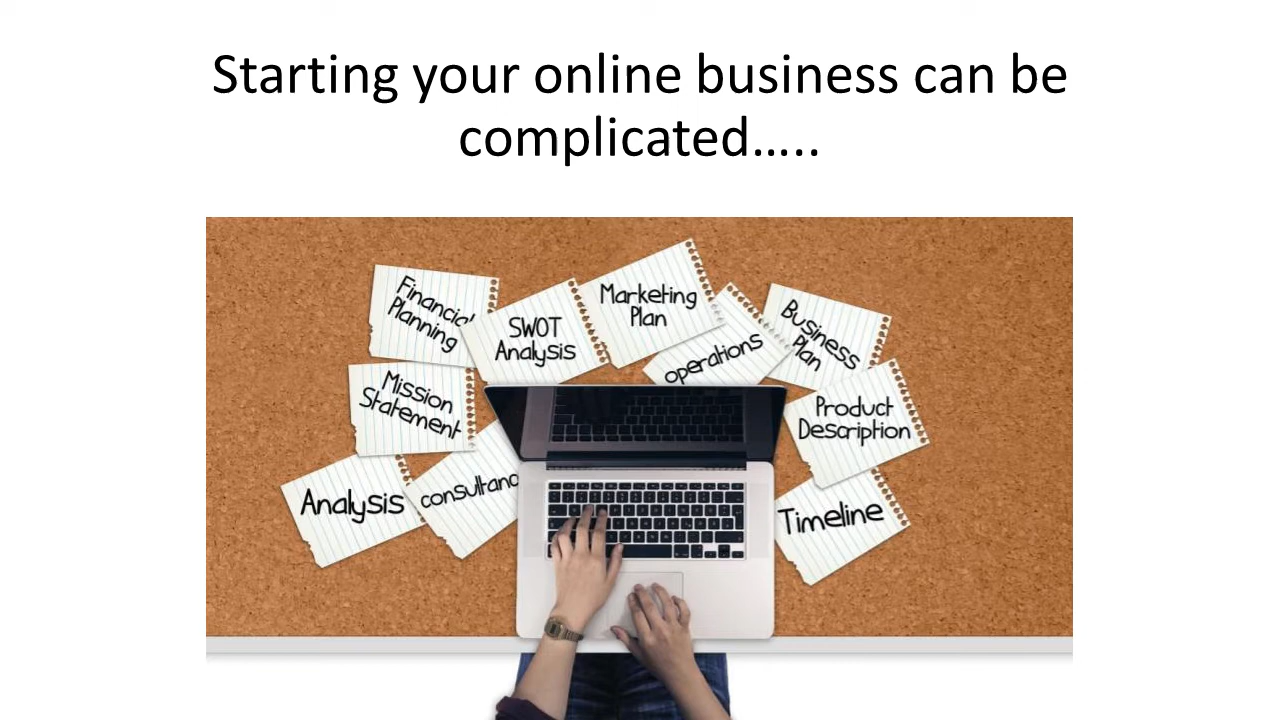 Starting your online business can be
complicated…..
Financial
Planning
SWOT
Analysis
Marketing
Plan
operations
Business
Plan
Mission
Statement
Product
Description
Analysis
consultanc
Timeline